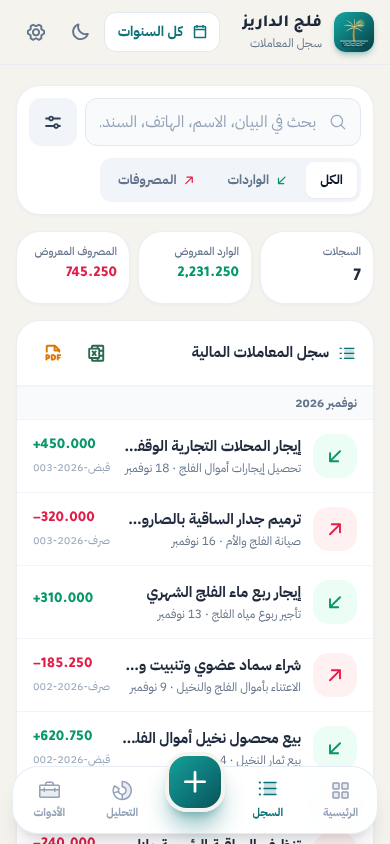 فلج الداريز
سجل المعاملات
كل السنوات
بحث في البيان، الاسم، الهاتف، السند.
الكل
الواردات
المصروفات
السجلات
7
الوارد المعروض
2,231.250
المصروف المعروض
745.250
سجل المعاملات المالية
PDF
نوفمبر 2026
إيجار المحلات التجارية الوقفـ...
+450.000
تحصيل إيجارات أموال الفلج · 18 نوفمبر
قبض-2026-003
ترميم جدار الساقية بالصارو...
−320.000
صيانة الفلج والأم · 16 نوفمبر
صرف-2026-003
إيجار ربع ماء الفلج الشهري
+310.000
تأجير ربوع مياه الفلج · 13 نوفمبر
شراء سماد عضوي وتنبيت و...
−185.250
الاعتناء بأموال الفلج والنخيل · 9 نوفمبر
صرف-2026-002
بيع محصول نخيل أموال الفلـ...
+620.750
بيع ثمار النخيل · 4
قبض-2026-002
الرئيسية
السجل
التحليل
الأدوات
−240.000